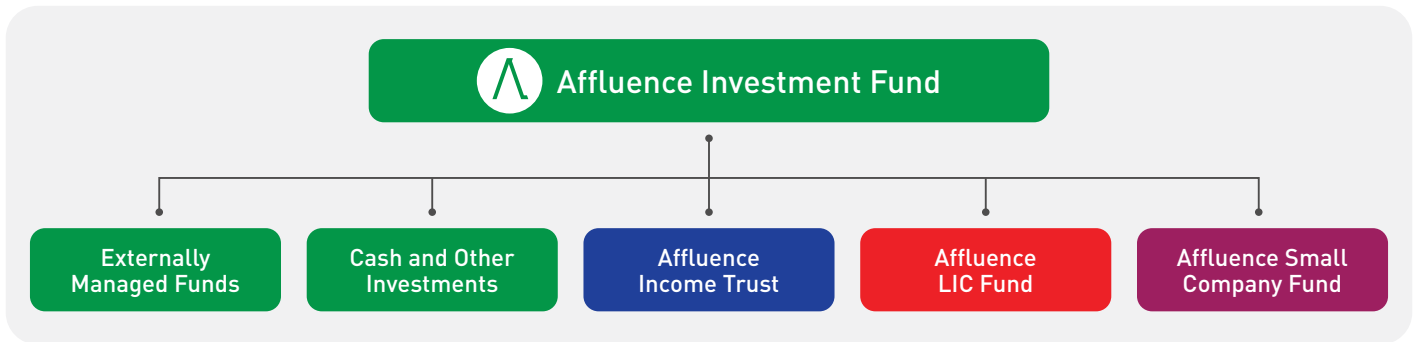 Affluence Investment Fund
Externally
Managed Funds
Cash and Other
Investments
Affluence
Income Trust
Affluence
LIC Fund
Affluence Small
Company Fund